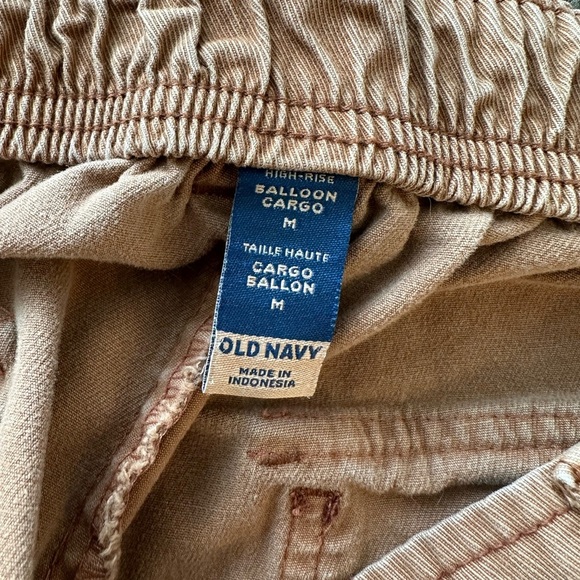 HIGH-RISE
BALLOON
CARGO
M
TAILLE HAUTE
CARGO
BALLON
M
OLD NAVY
MADE IN
INDONESIA